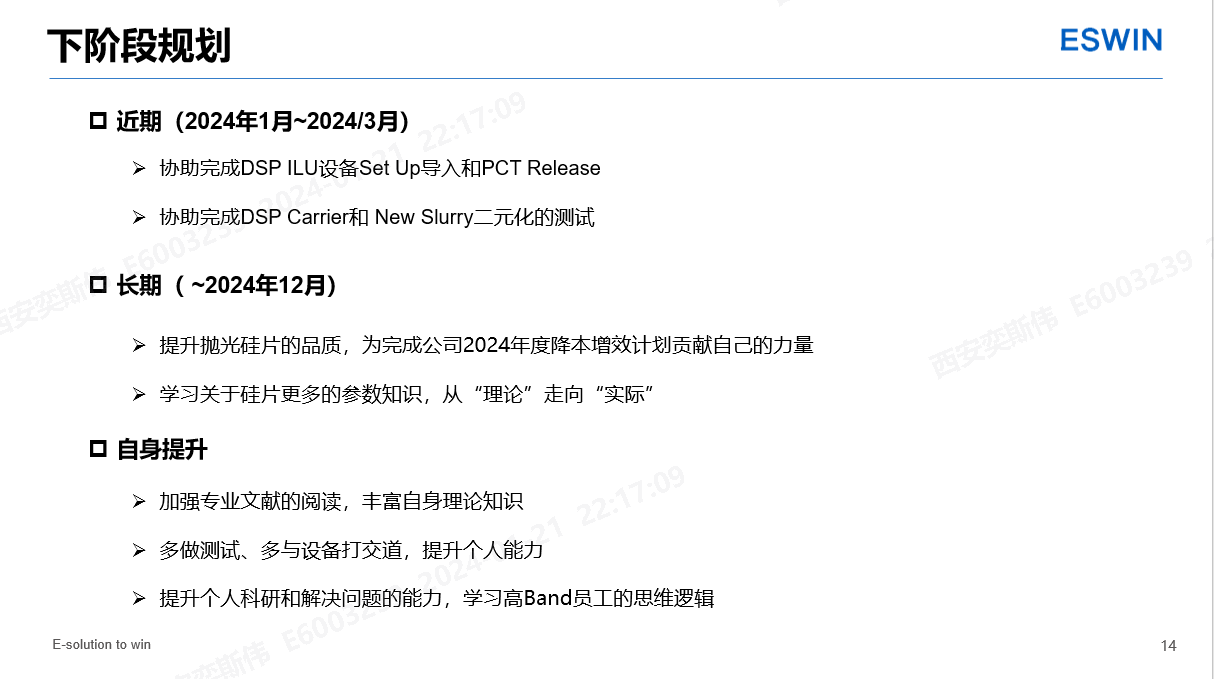 下阶段规划
ESWIN
近期（2024年1月~2024/3月）
协助完成DSP ILU设备Set Up导入和PCT Release
协助完成DSP Carrier和 New Slurry二元化的测试
长期（ ~2024年12月）
提升抛光硅片的品质，为完成公司2024年度降本增效计划贡献自己的力量
学习关于硅片更多的参数知识，从“理论”走向“实际”
自身提升
加强专业文献的阅读，丰富自身理论知识
多做测试、多与设备打交道，提升个人能力
提升个人科研和解决问题的能力，学习高Band员工的思维逻辑
E-solution to win
14
西安奕斯伟 E6003239
22:17:09
西安奕斯伟 E6003239
21 22:17:09